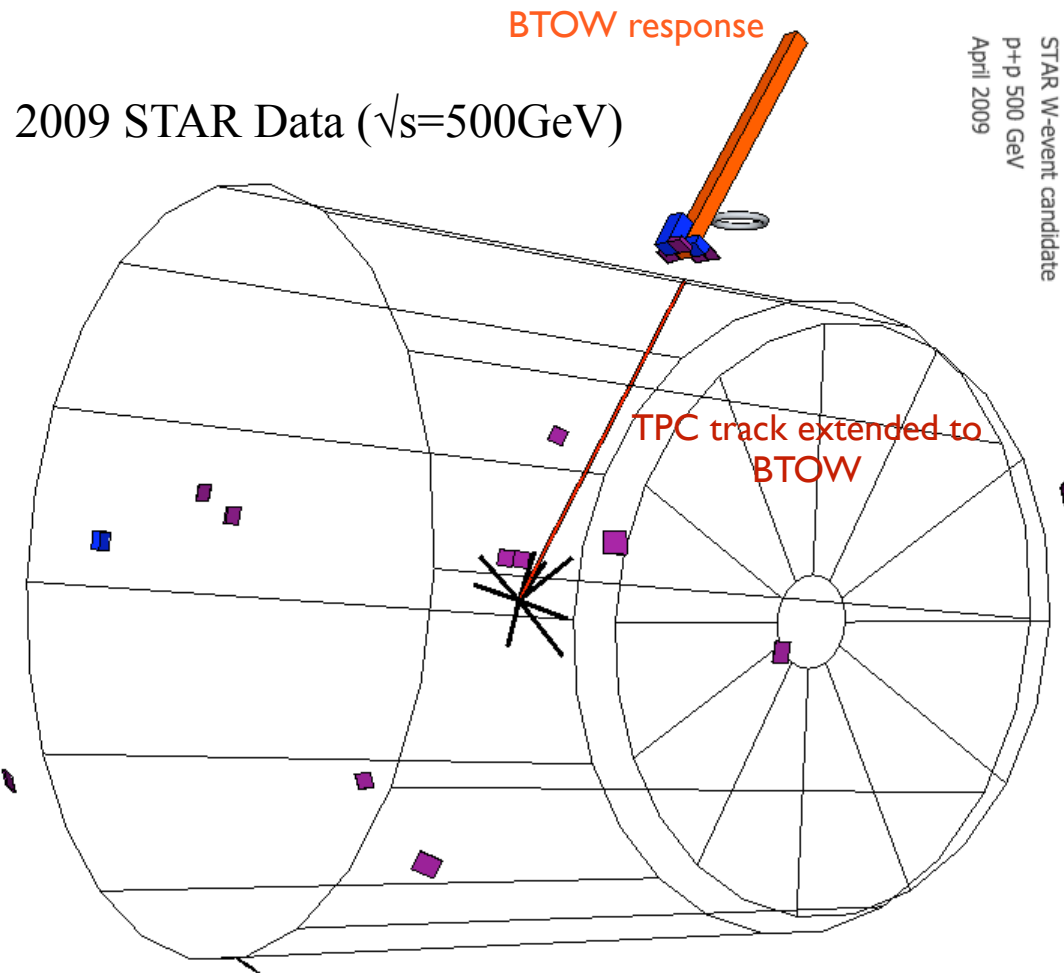 BTOW response
2009 STAR Data (√s=500GeV)
STAR W-event candidate
p+p 500 GeV
April 2009
TPC track extended to
BTOW